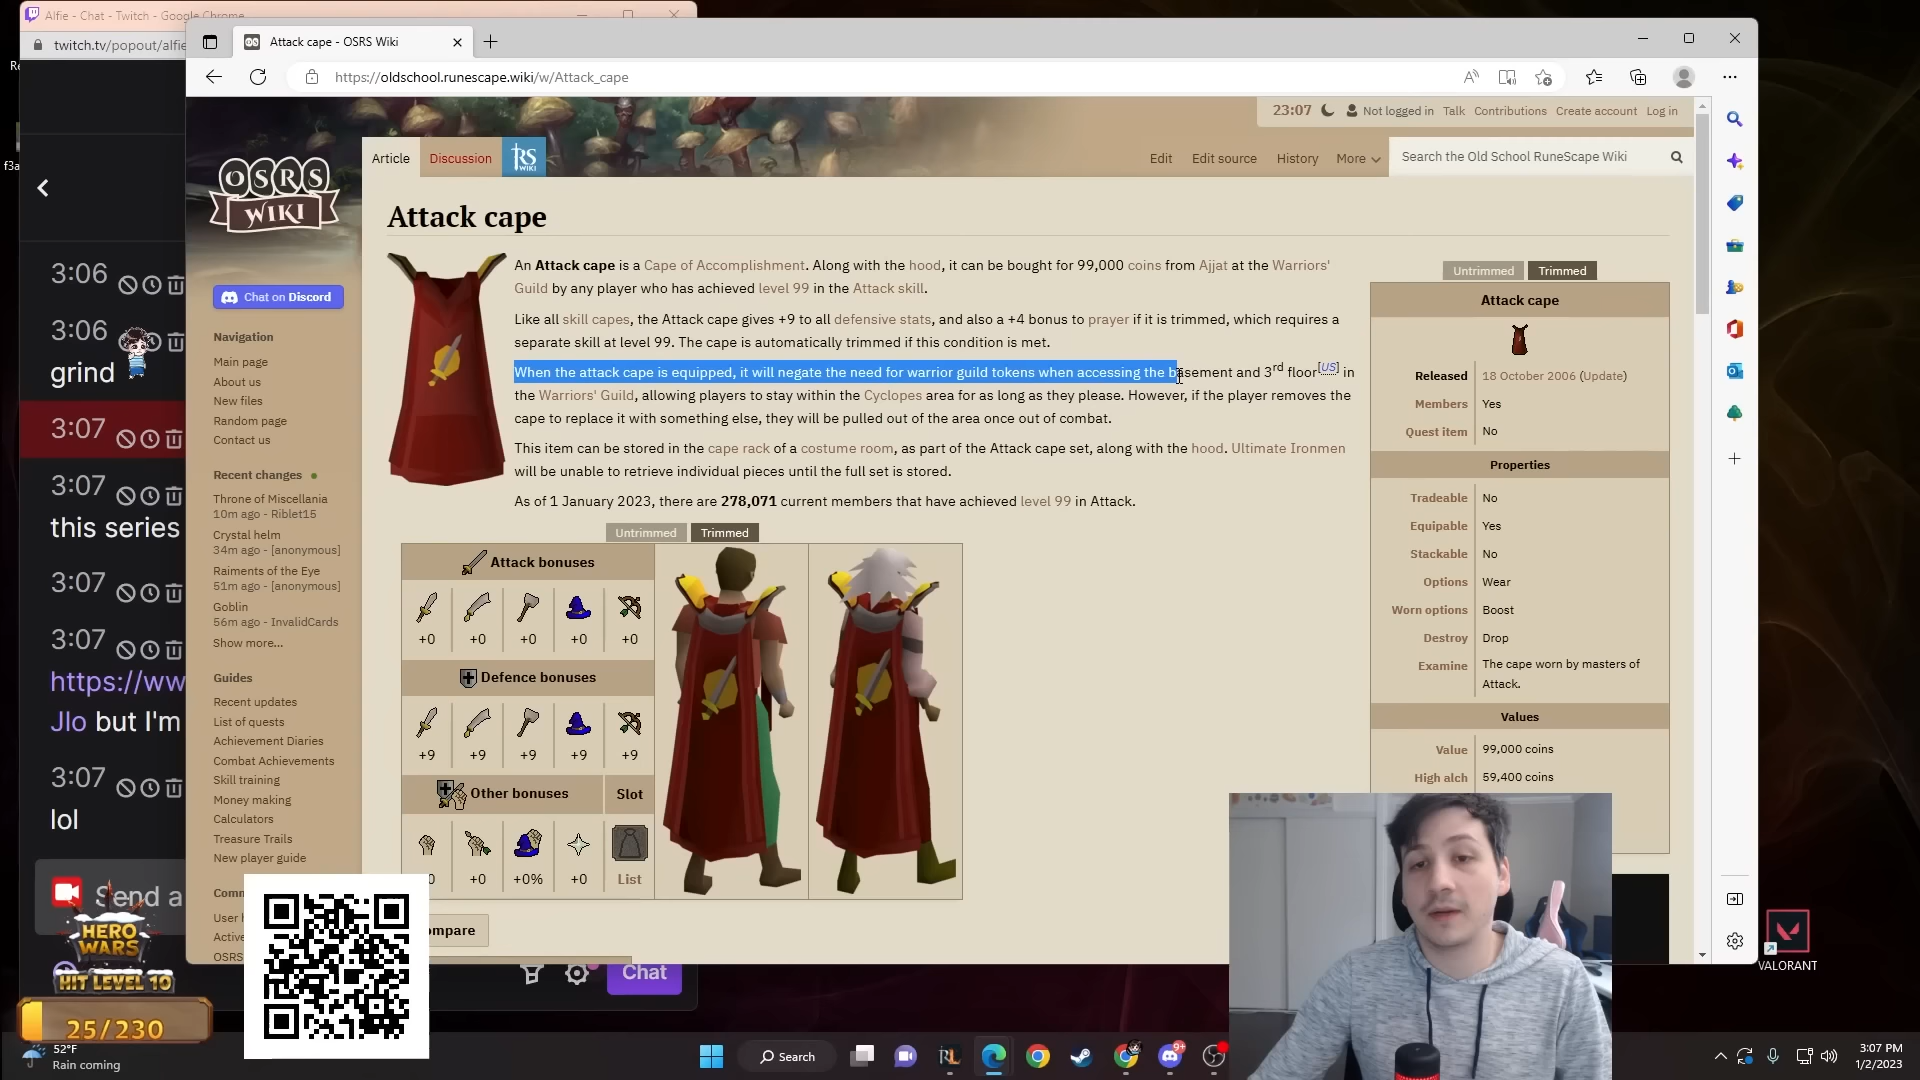 Alfie - Chat - Twitch - Google Chrome
twitch.tv/popout/alfie
Attack cape - OSRS Wiki
https://oldschool.runescape.wiki/w/Attack_cape
23:07 Not logged in Talk Contributions Create account Log in
Article Discussion RS WIKI Edit Edit source History More Search the Old School RuneScape Wiki
OSRS
WIKI
Chat on Discord
Navigation
Main page
About us
New files
Random page
Contact us
Recent changes
Throne of Miscellania
10m ago - Riblet15
Crystal helm
34m ago - [anonymous]
Raiments of the Eye
51m ago - [anonymous]
Goblin
56m ago - InvalidCards
Show more...
Guides
Recent updates
List of quests
Achievement Diaries
Combat Achievements
Skill training
Money making
Calculators
Treasure Trails
New player guide
Comm
User h
Active
OSRS
Attack cape
An Attack cape is a Cape of Accomplishment. Along with the hood, it can be bought for 99,000 coins from Ajjat at the Warriors'
Guild by any player who has achieved level 99 in the Attack skill.
Like all skill capes, the Attack cape gives +9 to all defensive stats, and also a +4 bonus to prayer if it is trimmed, which requires a
separate skill at level 99. The cape is automatically trimmed if this condition is met.
When the attack cape is equipped, it will negate the need for warrior guild tokens when accessing the basement and 3rd floor[US] in
the Warriors' Guild, allowing players to stay within the Cyclopes area for as long as they please. However, if the player removes the
cape to replace it with something else, they will be pulled out of the area once out of combat.
This item can be stored in the cape rack of a costume room, as part of the Attack cape set, along with the hood. Ultimate Ironmen
will be unable to retrieve individual pieces until the full set is stored.
As of 1 January 2023, there are 278,071 current members that have achieved level 99 in Attack.
Untrimmed Trimmed
Attack bonuses
+0 +0 +0 +0 +0
Defence bonuses
+9 +9 +9 +9 +9
Other bonuses Slot
0 +0 +0% +0 List
ompare
Untrimmed Trimmed
Attack cape
Released 18 October 2006 (Update)
Members Yes
Quest item No
Properties
Tradeable No
Equipable Yes
Stackable No
Options Wear
Worn options Boost
Destroy Drop
Examine The cape worn by masters of
Attack.
Values
Value 99,000 coins
High alch 59,400 coins
3:06
3:06
grind
3:07
3:07
this series
3:07
3:07
https://ww
Jlo but I'm
3:07
lol
Send a
Chat
HERO
WARS
HIT LEVEL 10
25/230
VALORANT
52°F
Rain coming
Search
9+
3:07 PM
1/2/2023